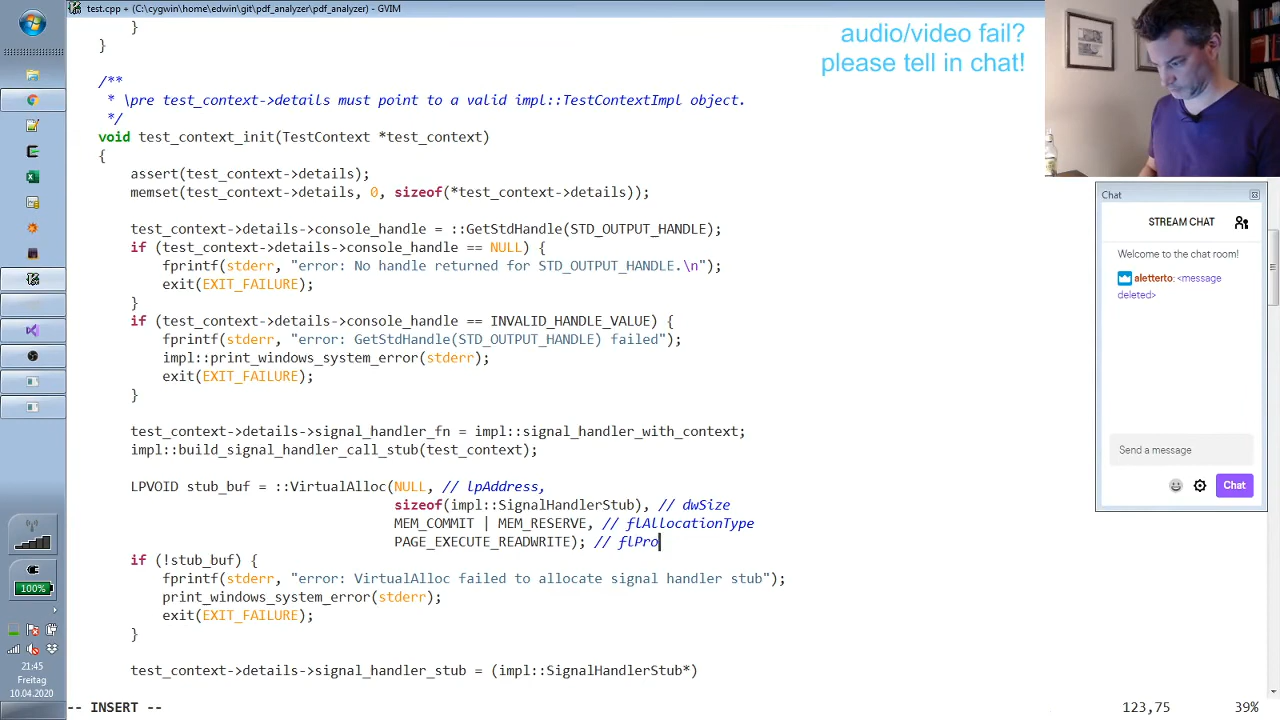 test.cpp + (C:\cygwin\home\edwin\git\pdf_analyzer\pdf_analyzer) - GVIM
audio/video fail?
please tell in chat!
}
}
/**
* \pre test_context->details must point to a valid impl::TestContextImpl object.
*/
void test_context_init(TestContext *test_context)
{
assert(test_context->details);
memset(test_context->details, 0, sizeof(*test_context->details));
test_context->details->console_handle = ::GetStdHandle(STD_OUTPUT_HANDLE);
if (test_context->details->console_handle == NULL) {
fprintf(stderr, "error: No handle returned for STD_OUTPUT_HANDLE.\n");
exit(EXIT_FAILURE);
}
if (test_context->details->console_handle == INVALID_HANDLE_VALUE) {
fprintf(stderr, "error: GetStdHandle(STD_OUTPUT_HANDLE) failed");
impl::print_windows_system_error(stderr);
exit(EXIT_FAILURE);
}
test_context->details->signal_handler_fn = impl::signal_handler_with_context;
impl::build_signal_handler_call_stub(test_context);
LPVOID stub_buf = ::VirtualAlloc(NULL, // lpAddress,
sizeof(impl::SignalHandlerStub), // dwSize
MEM_COMMIT | MEM_RESERVE, // flAllocationType
PAGE_EXECUTE_READWRITE); // flPro
if (!stub_buf) {
fprintf(stderr, "error: VirtualAlloc failed to allocate signal handler stub");
print_windows_system_error(stderr);
exit(EXIT_FAILURE);
}
test_context->details->signal_handler_stub = (impl::SignalHandlerStub*)
-- INSERT --
123,75
39%
Chat
STREAM CHAT
Welcome to the chat room!
aletterto: <message
deleted>
Send a message
Chat
100%
21:45
Freitag
10.04.2020